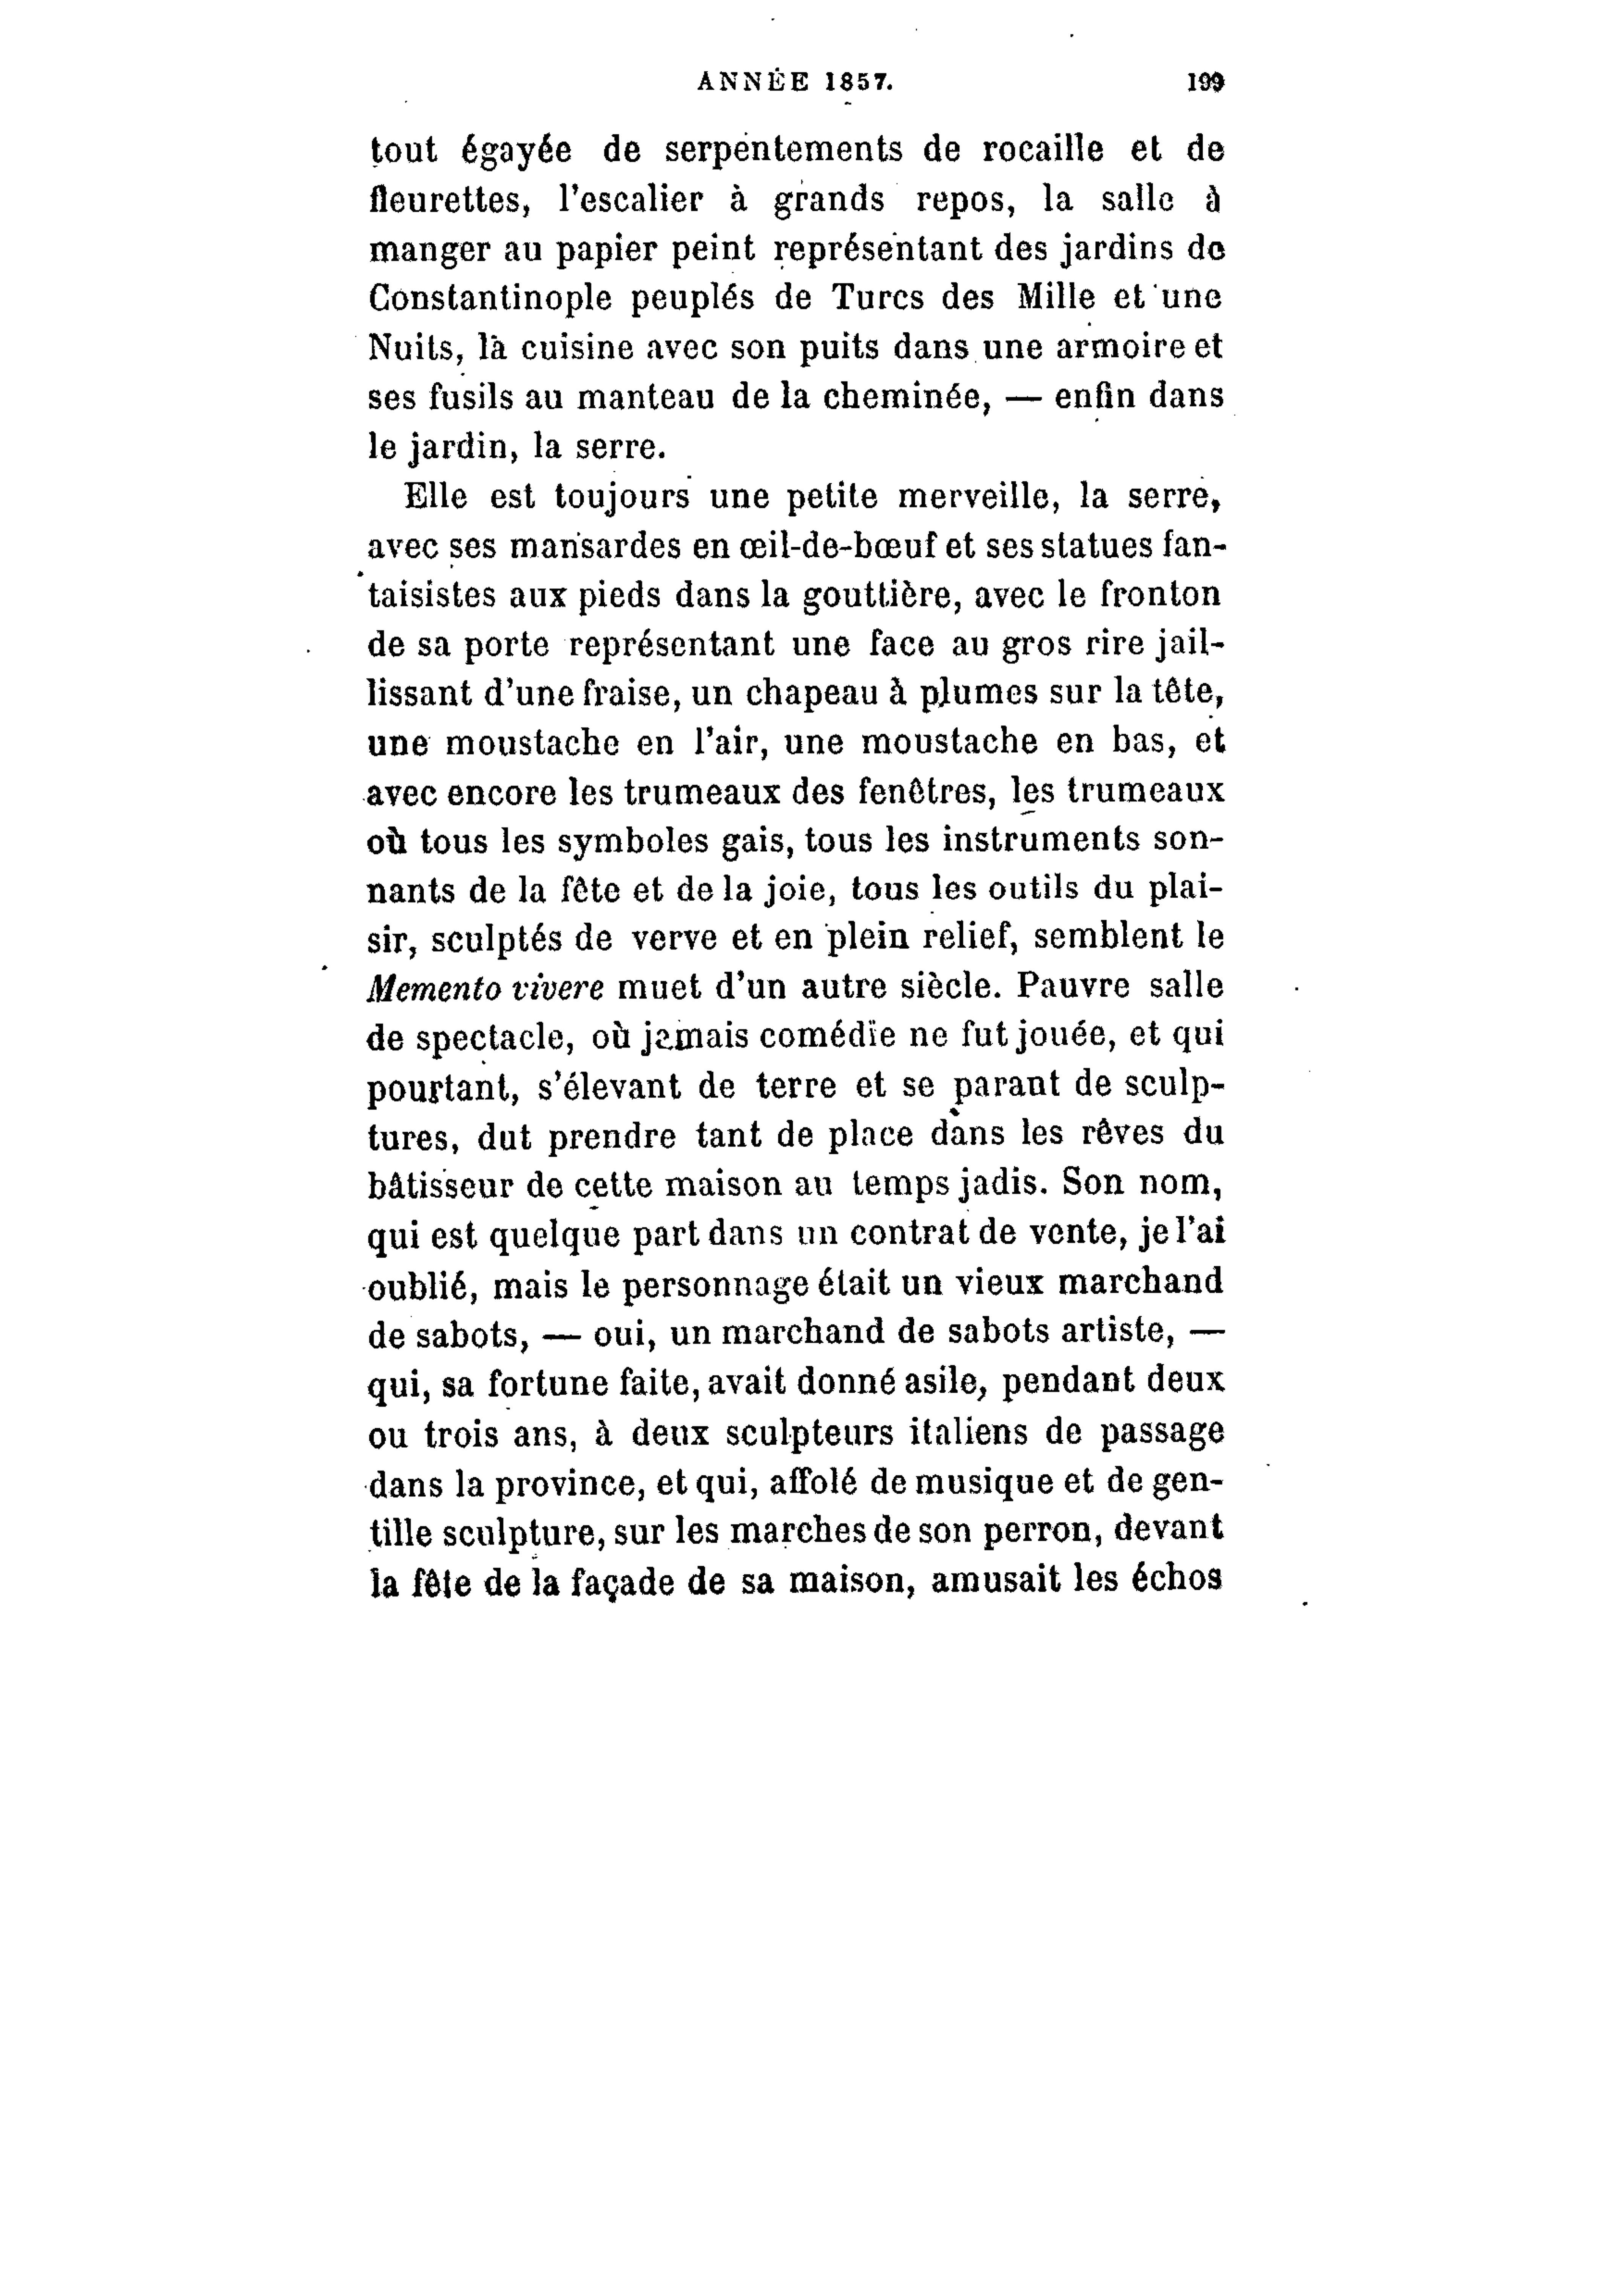 ANNÉE 1857. 199
tout égayée de serpentements de rocaille et de
fleurettes, l'escalier à grands repos, la salle à
manger au papier peint représentant des jardins de
Constantinople peuplés de Turcs des Mille et une
Nuits, la cuisine avec son puits dans une armoire et
ses fusils au manteau de la cheminée, — enfin dans
le jardin, la serre.
Elle est toujours une petite merveille, la serre,
avec ses mansardes en œil-de-bœuf et ses statues fan-
taisistes aux pieds dans la gouttière, avec le fronton
de sa porte représentant une face au gros rire jail-
lissant d'une fraise, un chapeau à plumes sur la tête,
une moustache en l'air, une moustache en bas, et
avec encore les trumeaux des fenêtres, les trumeaux
où tous les symboles gais, tous les instruments son-
nants de la fête et de la joie, tous les outils du plai-
sir, sculptés de verve et en plein relief, semblent le
Memento vivere muet d'un autre siècle. Pauvre salle
de spectacle, où jamais comédie ne fut jouée, et qui
pourtant, s'élevant de terre et se parant de sculp-
tures, dut prendre tant de place dans les rêves du
bâtisseur de cette maison au temps jadis. Son nom,
qui est quelque part dans un contrat de vente, je l'ai
oublié, mais le personnage était un vieux marchand
de sabots, — oui, un marchand de sabots artiste, —
qui, sa fortune faite, avait donné asile, pendant deux
ou trois ans, à deux sculpteurs italiens de passage
dans la province, et qui, affolé de musique et de gen-
tille sculpture, sur les marches de son perron, devant
la fête de la façade de sa maison, amusait les échos